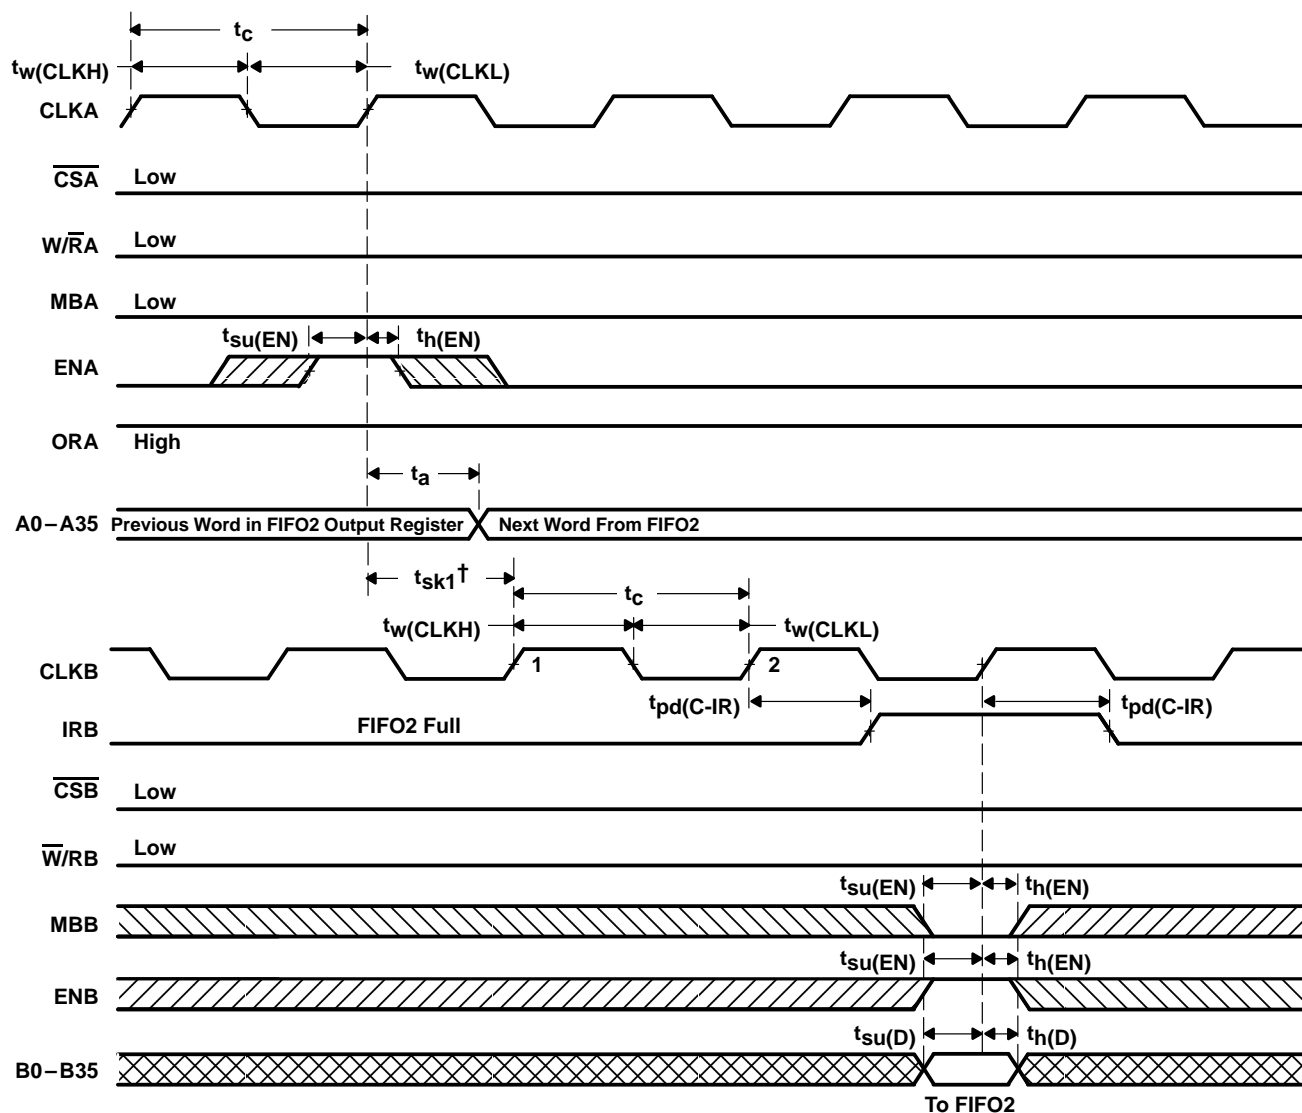 tc
tw(CLKH) tw(CLKL)
CLKA
CSA Low
W/RA Low
MBA Low
tsu(EN) th(EN)
ENA
ORA High
ta
A0–A35 Previous Word in FIFO2 Output Register Next Word From FIFO2
tsk1†
tc
tw(CLKH) tw(CLKL)
CLKB 1 2
tpd(C-IR) tpd(C-IR)
IRB FIFO2 Full
CSB Low
W/RB Low
tsu(EN) th(EN)
MBB
tsu(EN) th(EN)
ENB
tsu(D) th(D)
B0–B35
To FIFO2